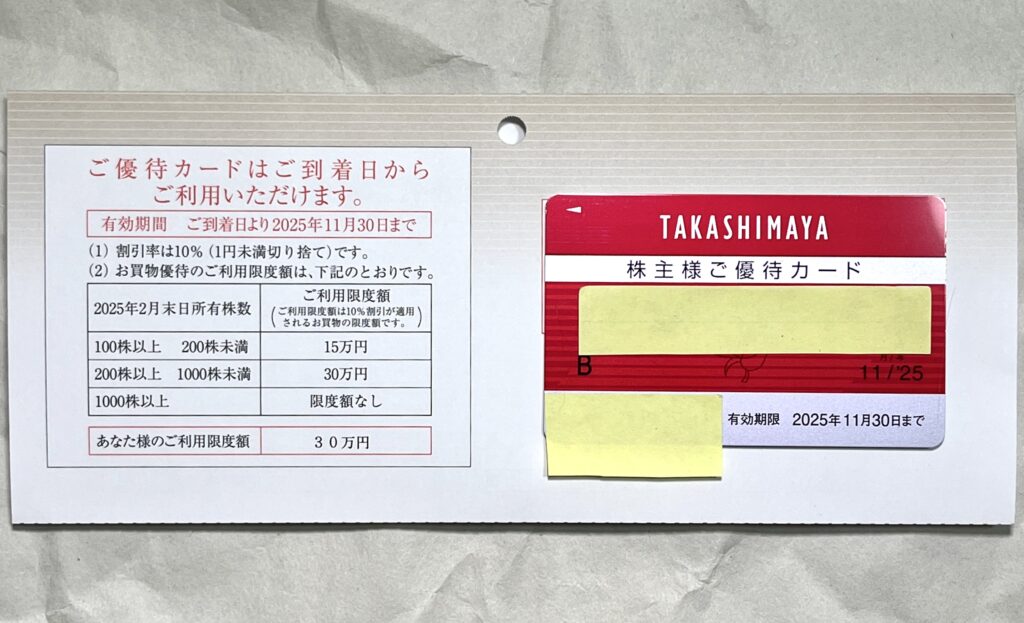 ご優待カードはご到着日から
ご利用いただけます。
有効期間 ご到着日より2025年11月30日まで
(1) 割引率は10%(1円未満切り捨て)です。
(2) お買物優待のご利用限度額は、下記のとおりです。
2025年2月末日所有株数
ご利用限度額
(ご利用限度額は10%割引が適用
されるお買物の限度額です。)
100株以上 200株未満 15万円
200株以上 1000株未満 30万円
1000株以上 限度額なし
あなた様のご利用限度額 30万円
TAKASHIMAYA
株主様ご優待カード
B
11/'25
有効期限 2025年11月30日まで